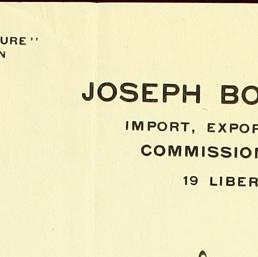 URE"
N
JOSEPH BO
IMPORT, EXPOR
COMMISSION
19 LIBER